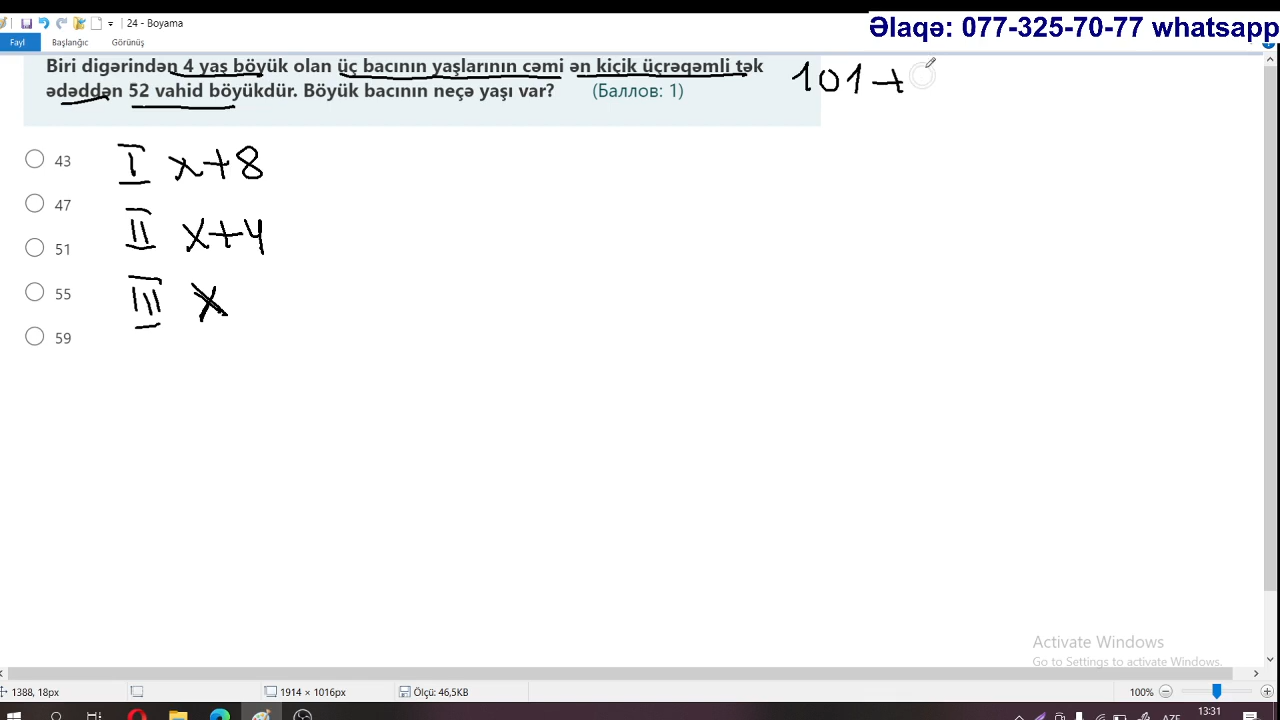 24 - Boyama
Əlaqə: 077-325-70-77 whatsapp
Fayl Başlanğıc Görünüş
Biri digərindən 4 yaş böyük olan üç bacının yaşlarının cəmi ən kiçik üçrəqəmli tək
ədəddən 52 vahid böyükdür. Böyük bacının neçə yaşı var? (Баллов: 1)
101+
43
I x+8
47
II x+4
51
55
III x
59
Activate Windows
Go to Settings to activate Windows.
1388, 18px 1914 × 1016px Ölçü: 46,5KB 100%
AZE 13:31